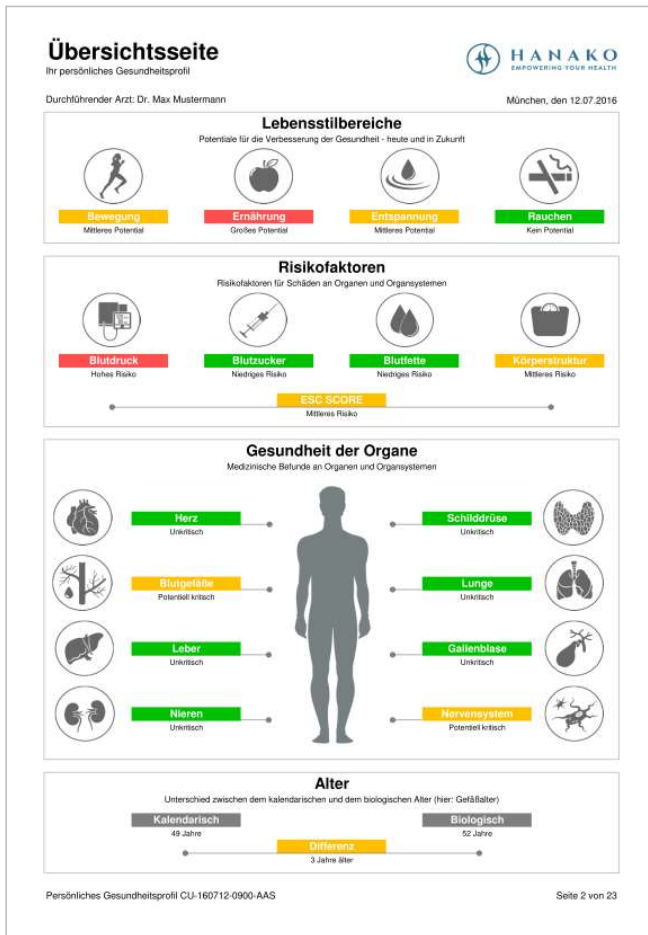 Übersichtsseite
Ihr persönliches Gesundheitsprofil
HANAKO
EMPOWERING YOUR HEALTH
Durchführender Arzt: Dr. Max Mustermann
München, den 12.07.2016
Lebensstilbereiche
Potentiale für die Verbesserung der Gesundheit - heute und in Zukunft
Bewegung Ernährung Entspannung Rauchen
Mittleres Potential Großes Potential Mittleres Potential Kein Potential
Risikofaktoren
Risikofaktoren für Schäden an Organen und Organsystemen
Blutdruck Blutzucker Blutfette Körperstruktur
Hohes Risiko Niedriges Risiko Niedriges Risiko Mittleres Risiko
ESC SCORE
Mittleres Risiko
Gesundheit der Organe
Medizinische Befunde an Organen und Organsystemen
Herz Schilddrüse
Unkritisch Unkritisch
Blutgefäße Lunge
Potentiell kritisch Unkritisch
Leber Gallenblase
Unkritisch Unkritisch
Nieren Nervensystem
Unkritisch Potentiell kritisch
Alter
Unterschied zwischen dem kalendarischen und dem biologischen Alter (hier: Gefäßalter)
Kalendarisch Biologisch
49 Jahre 52 Jahre
Differenz
3 Jahre älter
Persönliches Gesundheitsprofil CU-160712-0900-AAS
Seite 2 von 23